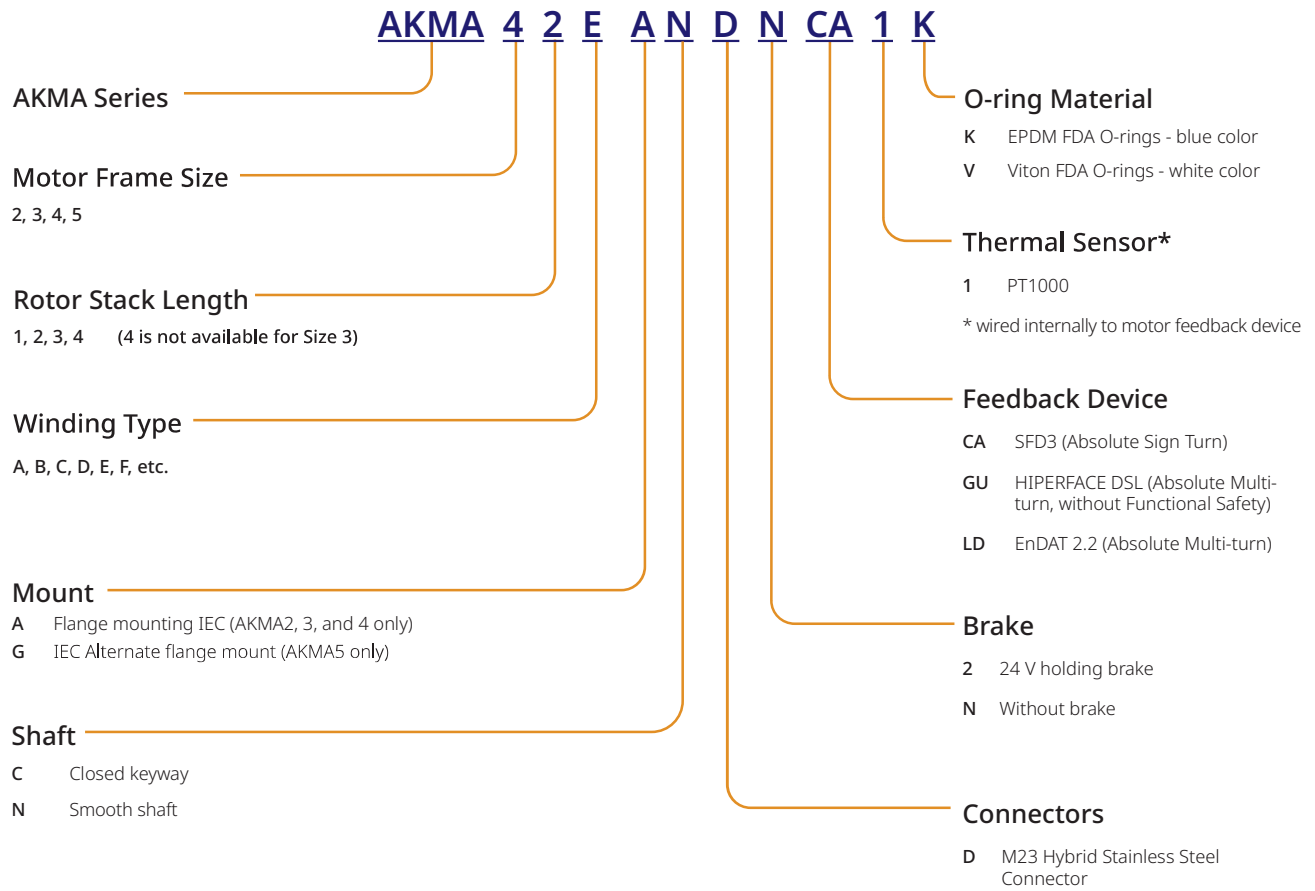 AKMA 4 2 E A N D N CA 1 K
AKMA Series
Motor Frame Size
2, 3, 4, 5
Rotor Stack Length
1, 2, 3, 4 (4 is not available for Size 3)
Winding Type
A, B, C, D, E, F, etc.
Mount
A Flange mounting IEC (AKMA2, 3, and 4 only)
G IEC Alternate flange mount (AKMA5 only)
Shaft
C Closed keyway
N Smooth shaft
O-ring Material
K EPDM FDA O-rings - blue color
V Viton FDA O-rings - white color
Thermal Sensor*
1 PT1000
* wired internally to motor feedback device
Feedback Device
CA SFD3 (Absolute Sign Turn)
GU HIPERFACE DSL (Absolute Multi-
turn, without Functional Safety)
LD EnDAT 2.2 (Absolute Multi-turn)
Brake
2 24 V holding brake
N Without brake
Connectors
D M23 Hybrid Stainless Steel
Connector